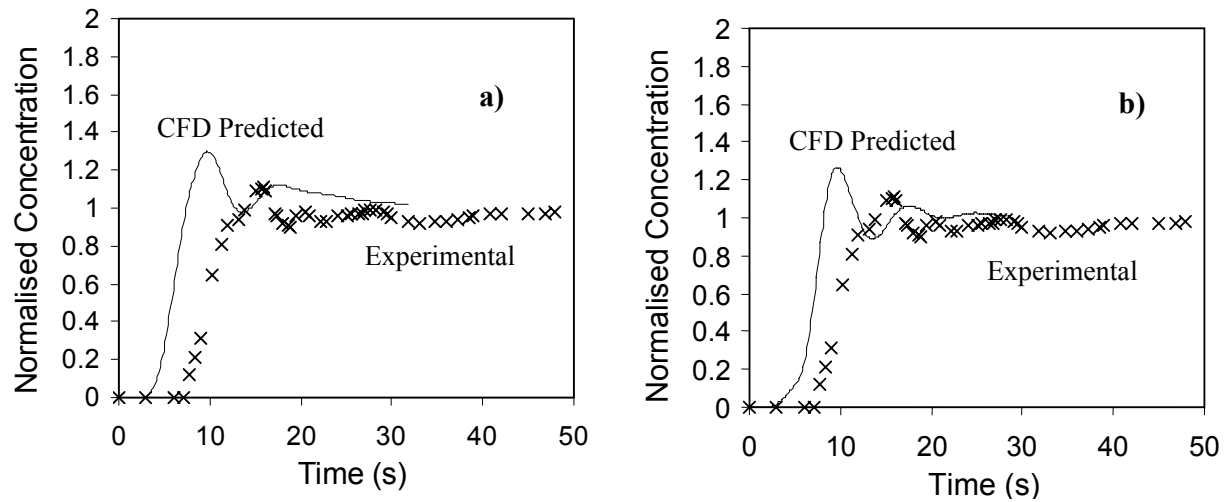 2
1.8
1.6
1.4
1.2
1
0.8
0.6
0.4
0.2
0
Normalised Concentration
a)
CFD Predicted
Experimental
0 10 20 30 40 50
Time (s)
2
1.8
1.6
1.4
1.2
1
0.8
0.6
0.4
0.2
0
Normalised Concentration
b)
CFD Predicted
Experimental
0 10 20 30 40 50
Time (s)